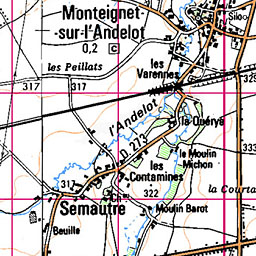 Monteignet
-sur-l'Andelot
0,2
C
les Peillats
les
Varennes
317
317
l'Andelot
273
la Quérye
le Moulin
Michon
les
Contamines
317
322
la Courta
Semautre
Moulin Barot
Beuille